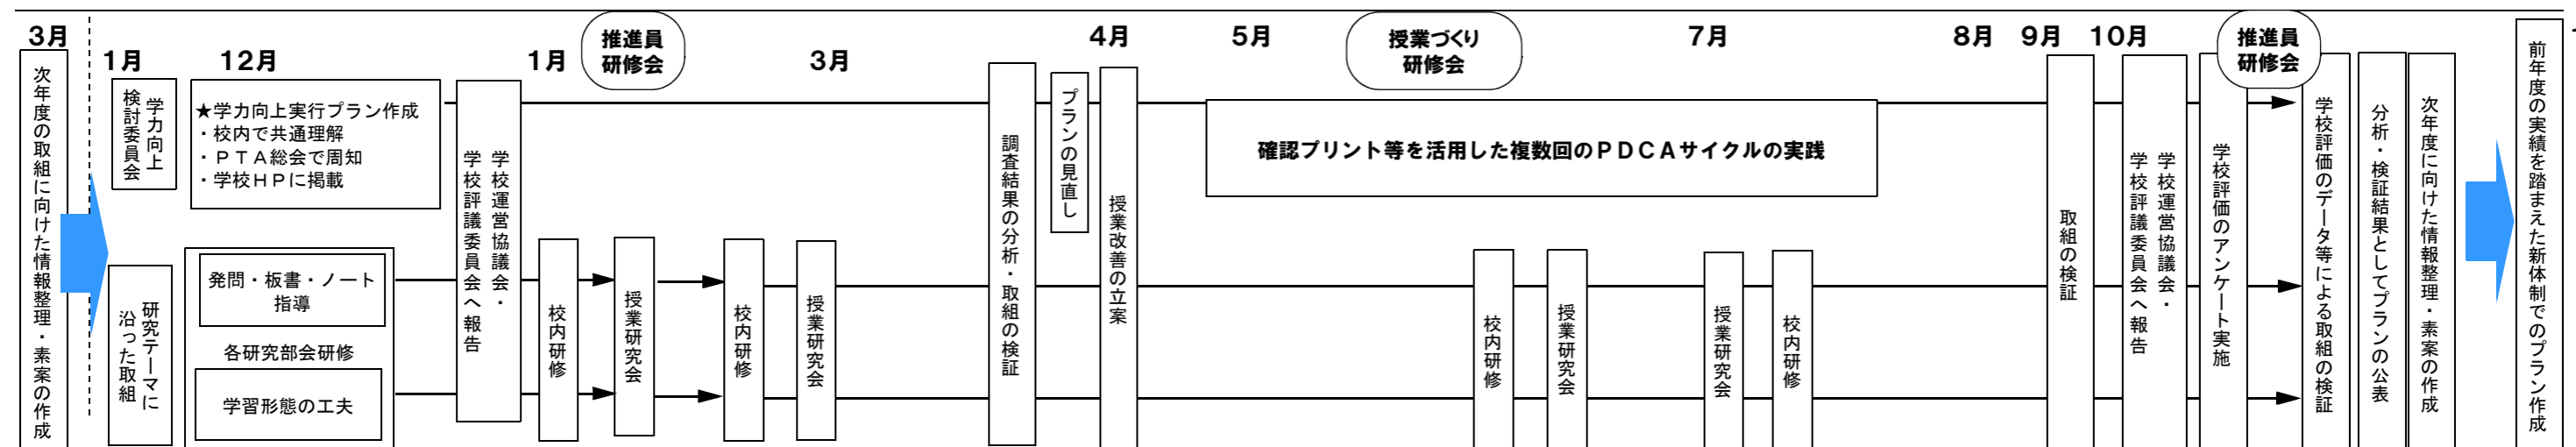 3月
次年度の取組に向けた情報整理・素案の作成
1月
学力向上
検討委員会
研究テーマに
沿った取組
12月
★学力向上実行プラン作成
・校内で共通理解
・ＰＴＡ総会で周知
・学校ＨＰに掲載
発問・板書・ノート
指導
各研究部会研修
学習形態の工夫
学校運営協議会・
学校評議委員会へ報告
1月
校内研修
推進員
研修会
授業研究会
校内研修
3月
授業研究会
調査結果の分析・取組の検証
プランの見直し
4月
授業改善の立案
5月
確認プリント等を活用した複数回のＰＤＣＡサイクルの実践
授業づくり
研修会
校内研修
授業研究会
7月
授業研究会
校内研修
8月
9月
取組の検証
10月
学校運営協議会・
学校評議委員会へ報告
学校評価のアンケート実施
推進員
研修会
学校評価のデータ等による取組の検証
分析・検証結果としてプランの公表
次年度に向けた情報整理・素案の作成
前年度の実績を踏まえた新体制でのプラン作成